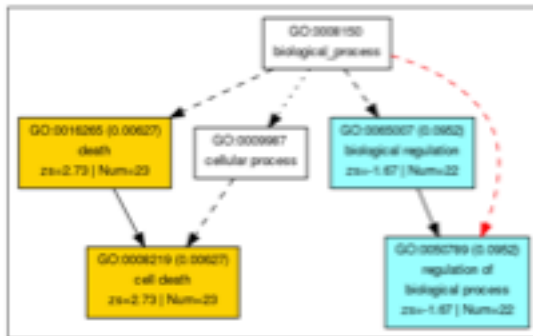 GO:0008150
biological_process
GO:0016265 (0.00627)
death
zs=2.73 | Num=23
GO:0009987
cellular process
GO:0065007 (0.0952)
biological regulation
zs=-1.67 | Num=22
GO:0008219 (0.00627)
cell death
zs=2.73 | Num=23
GO:0050789 (0.0952)
regulation of
biological process
zs=-1.67 | Num=22